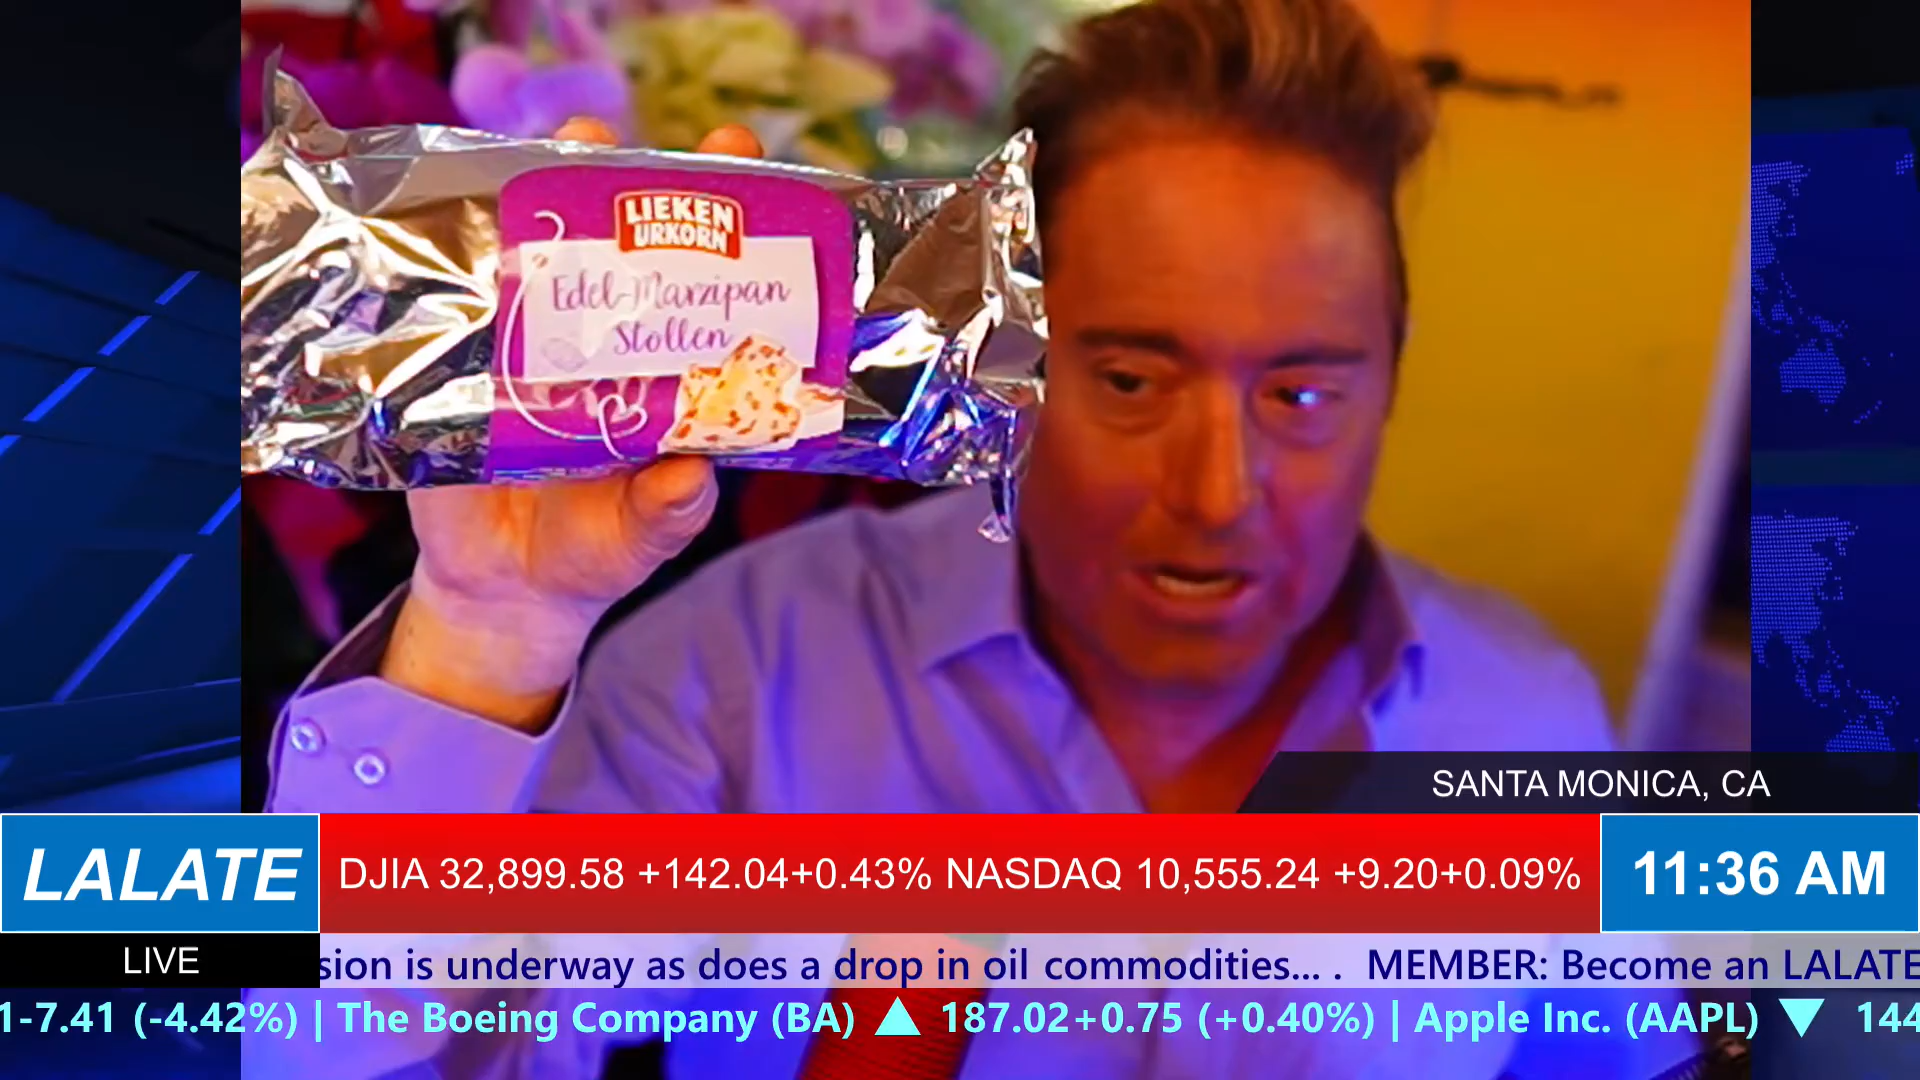 LIEKEN
URKORN
Edel-Marzipan
Stollen
SANTA MONICA, CA
LALATE
DJIA 32,899.58 +142.04+0.43% NASDAQ 10,555.24 +9.20+0.09%
11:36 AM
LIVE
sion is underway as does a drop in oil commodities... . MEMBER: Become an LALATE
1-7.41 (-4.42%) | The Boeing Company (BA) ▲ 187.02+0.75 (+0.40%) | Apple Inc. (AAPL) ▼ 144